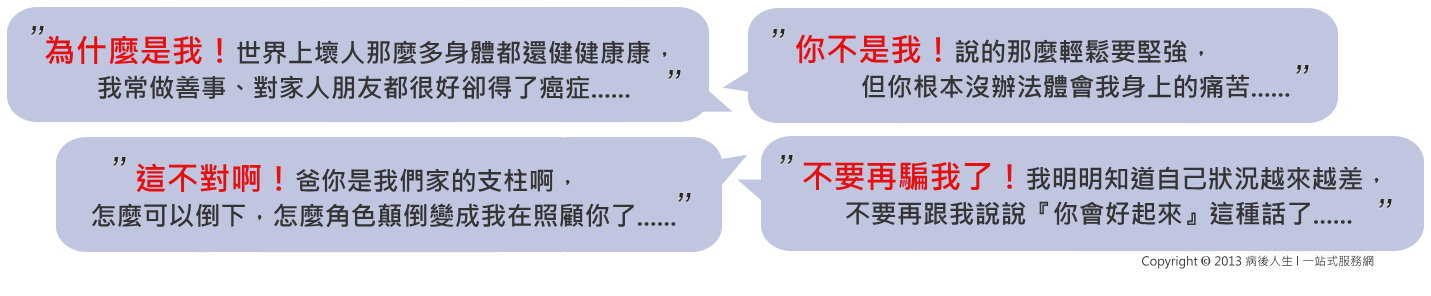 ”為什麼是我！世界上壞人那麼多身體都還健健康康，
我常做善事、對家人朋友都很好卻得了癌症......”
”你不是我！說的那麼輕鬆要堅強，
但你根本沒辦法體會我身上的痛苦......”
”這不對啊！爸你是我們家的支柱啊，
怎麼可以倒下，怎麼角色顛倒變成我在照顧你了......”
”不要再騙我了！我明明知道自己狀況越來越差，
不要再跟我說說『你會好起來』這種話了......”
Copyright © 2013 病後人生 l 一站式服務網